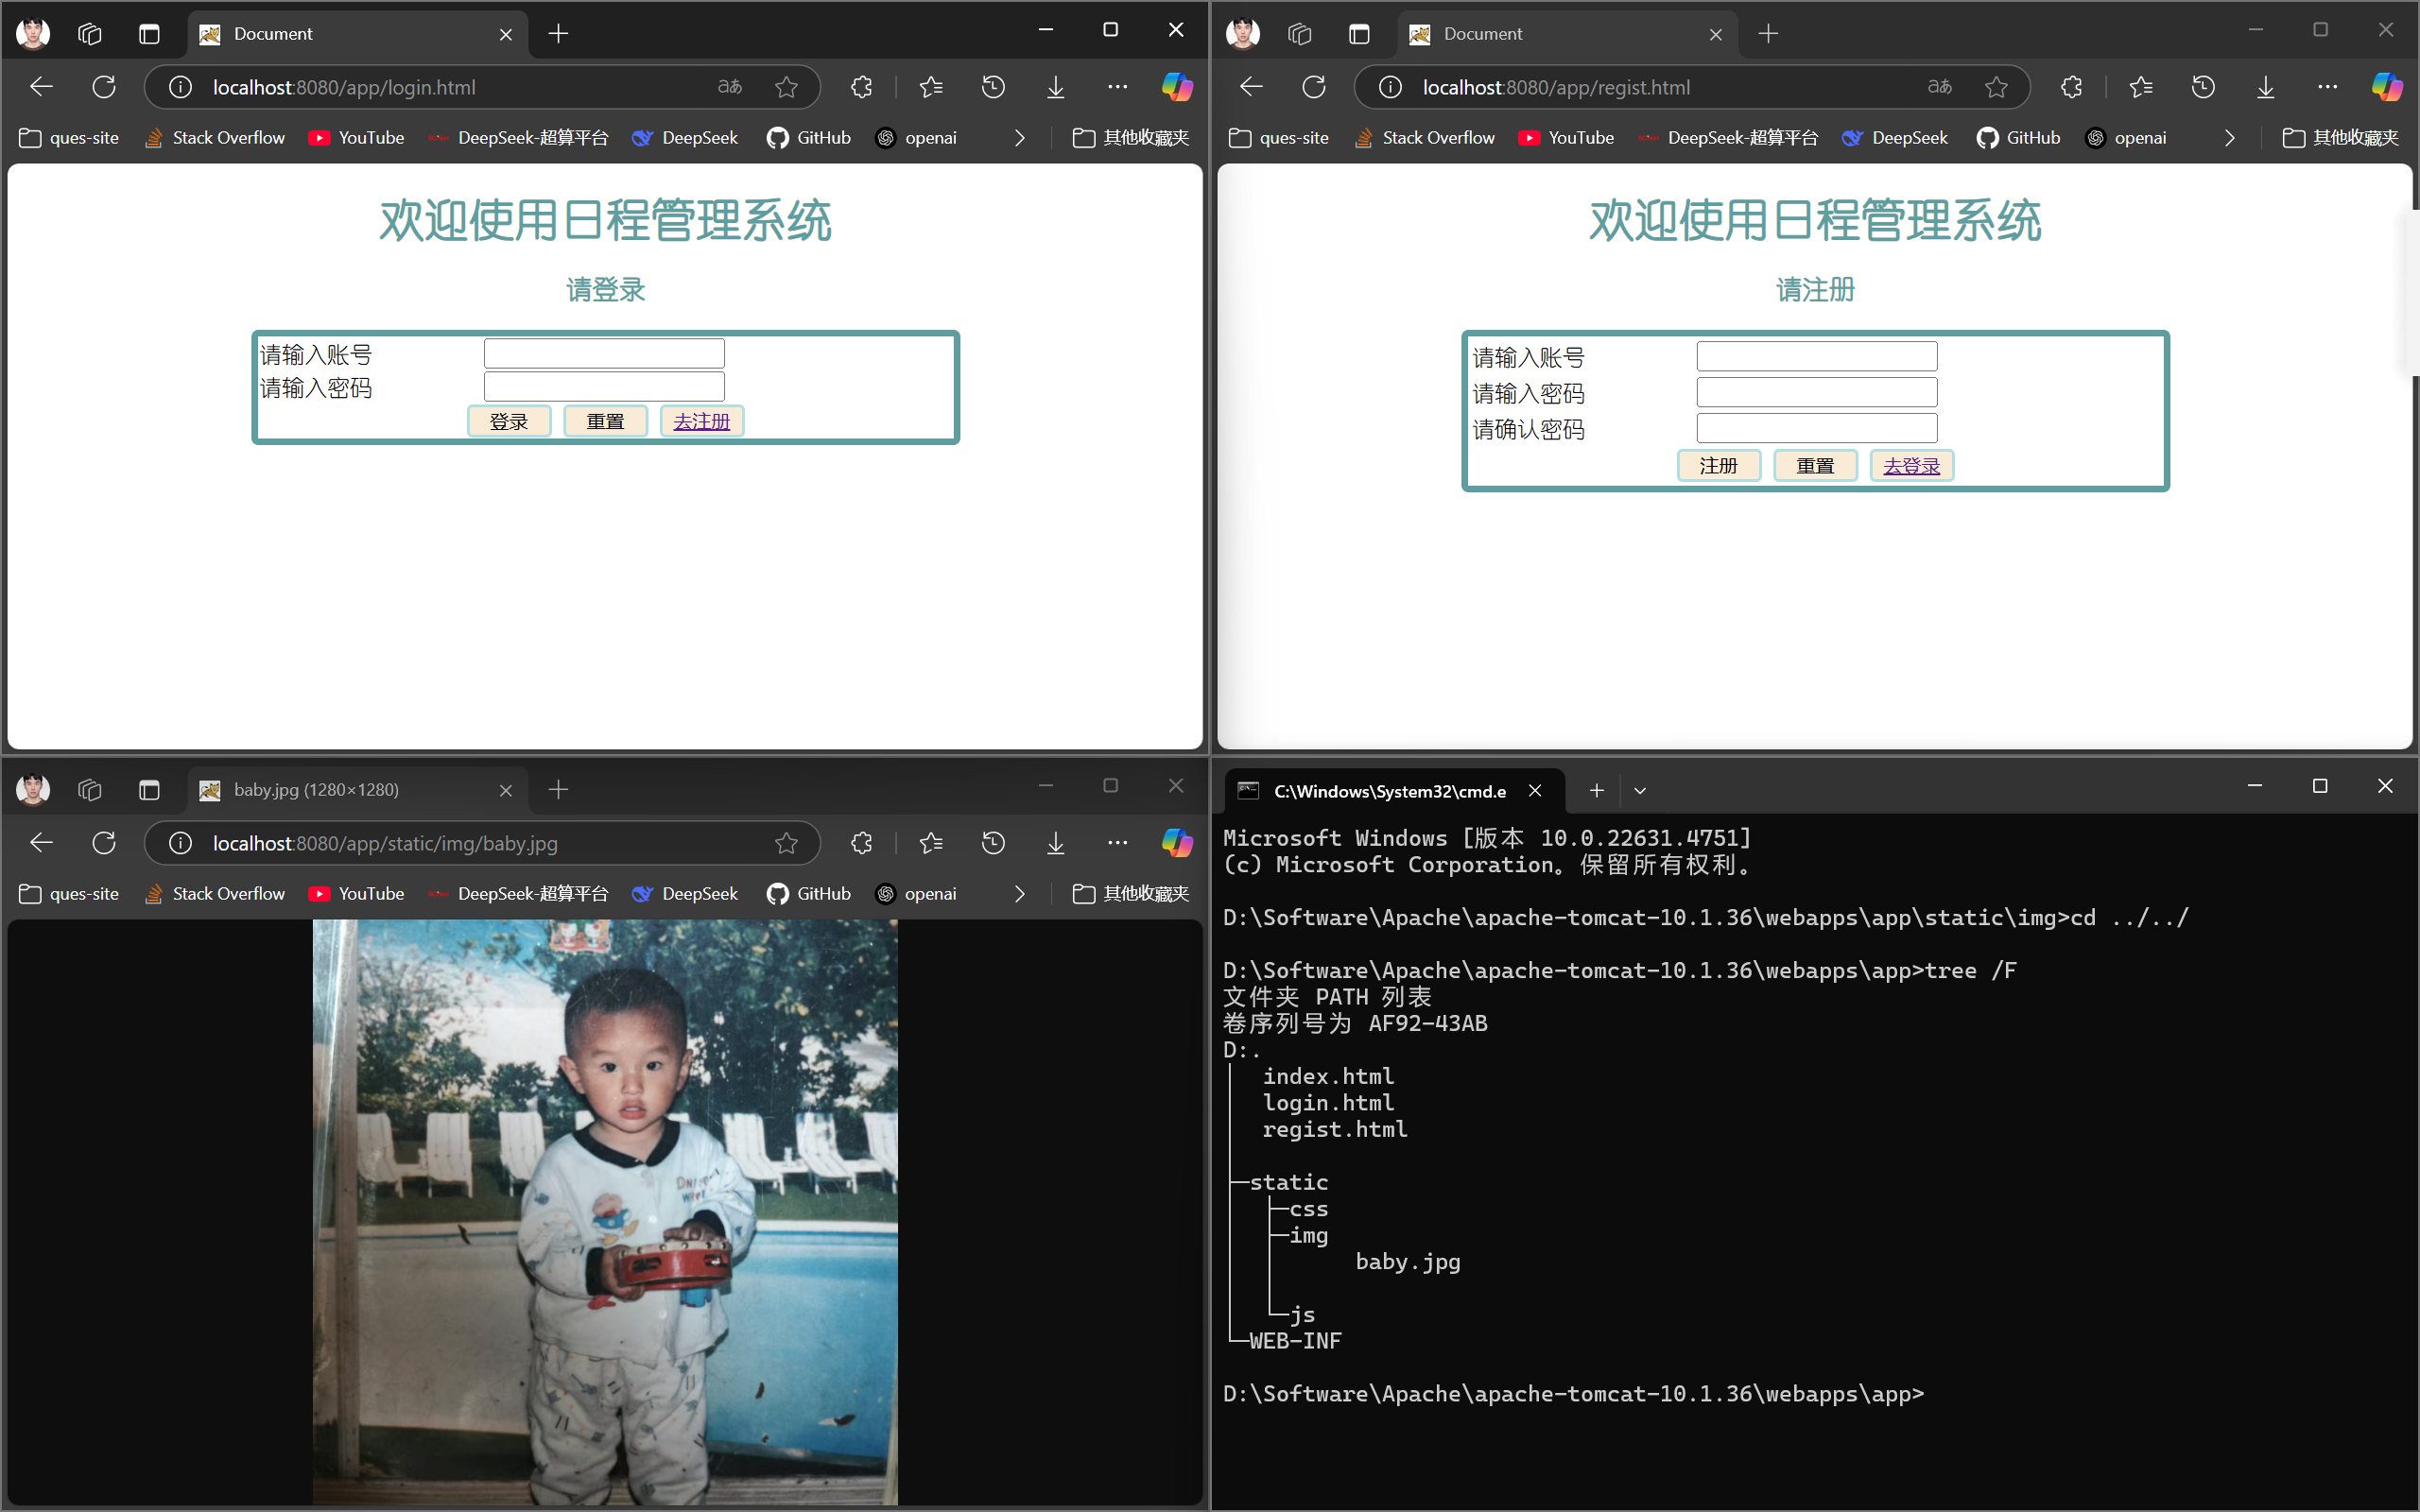 Document
localhost:8080/app/login.html
ques-site Stack Overflow YouTube DeepSeek-超算平台 DeepSeek GitHub openai 其他收藏夹
欢迎使用日程管理系统
请登录
请输入账号
请输入密码
登录 重置 去注册
Document
localhost:8080/app/regist.html
ques-site Stack Overflow YouTube DeepSeek-超算平台 DeepSeek GitHub openai 其他收藏夹
欢迎使用日程管理系统
请注册
请输入账号
请输入密码
请确认密码
注册 重置 去登录
baby.jpg (1280×1280)
localhost:8080/app/static/img/baby.jpg
ques-site Stack Overflow YouTube DeepSeek-超算平台 DeepSeek GitHub openai 其他收藏夹
C:\Windows\System32\cmd.e
Microsoft Windows [版本 10.0.22631.4751]
(c) Microsoft Corporation。保留所有权利。
D:\Software\Apache\apache-tomcat-10.1.36\webapps\app\static\img>cd ../../
D:\Software\Apache\apache-tomcat-10.1.36\webapps\app>tree /F
文件夹 PATH 列表
卷序列号为 AF92-43AB
D:.
index.html
login.html
regist.html
static
css
img
baby.jpg
js
WEB-INF
D:\Software\Apache\apache-tomcat-10.1.36\webapps\app>